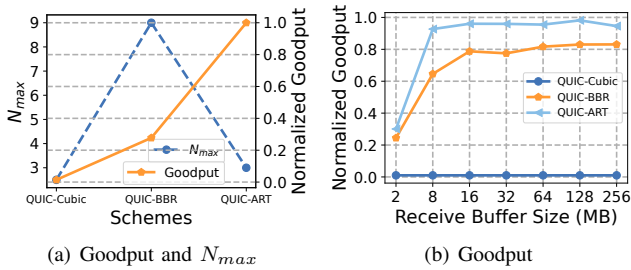 9
8
7
6
5
4
3
N_max
1.0
0.8
0.6
0.4
0.2
0.0
Normalized Goodput
N_max
Goodput
QUIC-Cubic QUIC-BBR QUIC-ART
Schemes
(a) Goodput and N_max
1.0
0.8
0.6
0.4
0.2
0.0
Normalized Goodput
QUIC-Cubic
QUIC-BBR
QUIC-ART
2 8 16 32 64 128 256
Receive Buffer Size (MB)
(b) Goodput